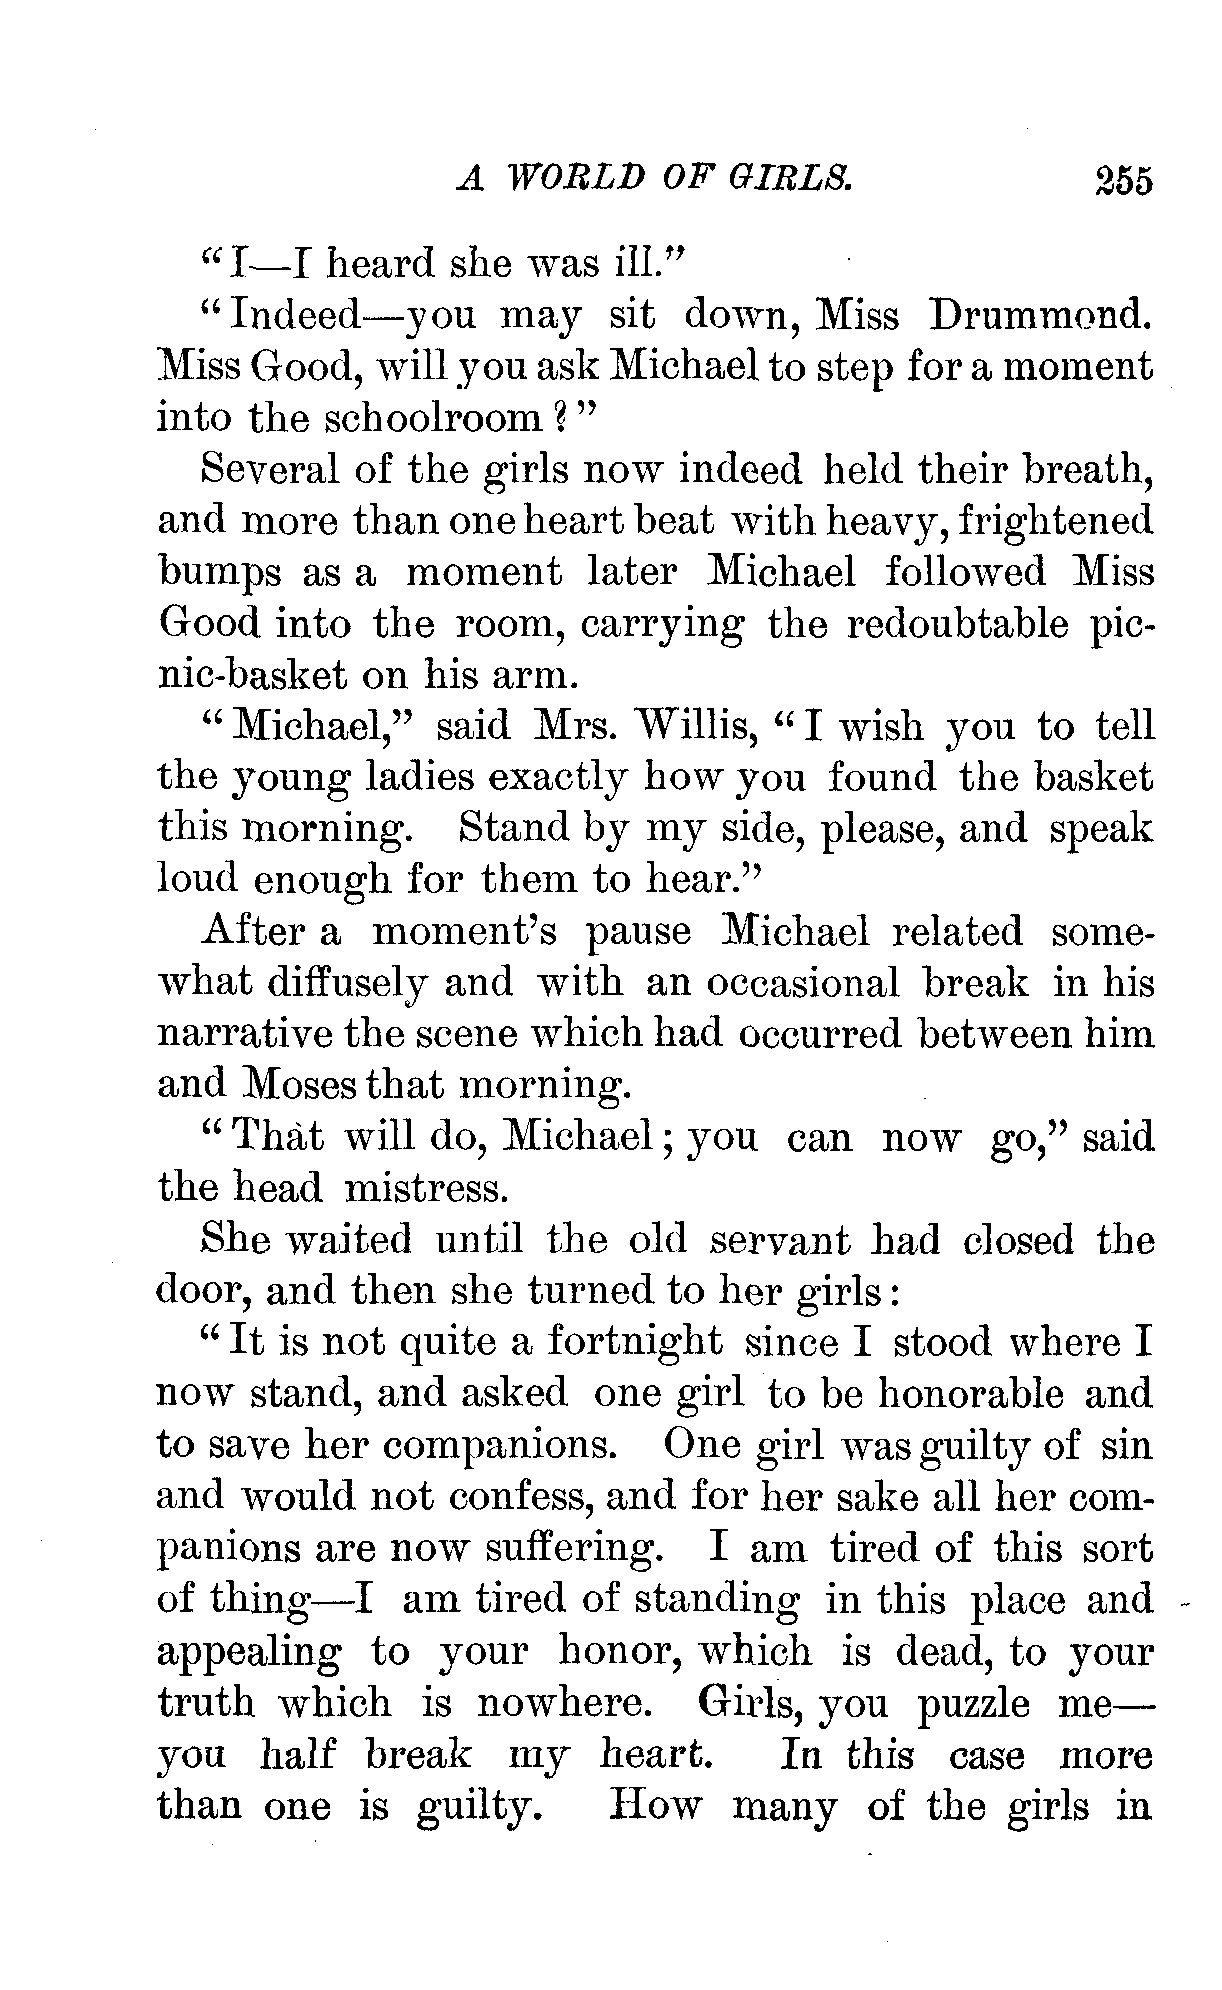 A WORLD OF GIRLS. 255
“I—I heard she was ill.”
“Indeed—you may sit down, Miss Drummond.
Miss Good, will you ask Michael to step for a moment
into the schoolroom?”
Several of the girls now indeed held their breath,
and more than one heart beat with heavy, frightened
bumps as a moment later Michael followed Miss
Good into the room, carrying the redoubtable pic-
nic-basket on his arm.
“Michael,” said Mrs. Willis, “I wish you to tell
the young ladies exactly how you found the basket
this morning. Stand by my side, please, and speak
loud enough for them to hear.”
After a moment’s pause Michael related some-
what diffusely and with an occasional break in his
narrative the scene which had occurred between him
and Moses that morning.
“That will do, Michael; you can now go,” said
the head mistress.
She waited until the old servant had closed the
door, and then she turned to her girls:
“It is not quite a fortnight since I stood where I
now stand, and asked one girl to be honorable and
to save her companions. One girl was guilty of sin
and would not confess, and for her sake all her com-
panions are now suffering. I am tired of this sort
of thing—I am tired of standing in this place and
appealing to your honor, which is dead, to your
truth which is nowhere. Girls, you puzzle me—
you half break my heart. In this case more
than one is guilty. How many of the girls in